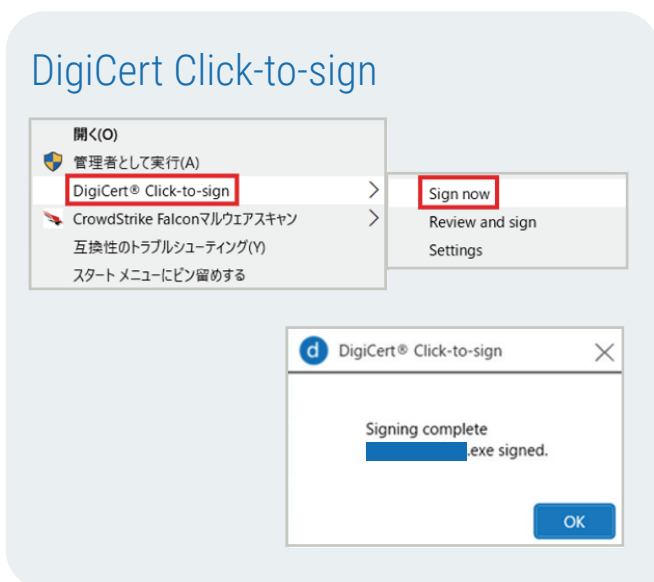 DigiCert Click-to-sign
開く(O)
管理者として実行(A)
DigiCert® Click-to-sign
CrowdStrike Falconマルウェアスキャン
互換性のトラブルシューティング(Y)
スタート メニューにピン留めする
Sign now
Review and sign
Settings
d DigiCert® Click-to-sign
Signing complete
.exe signed.
OK